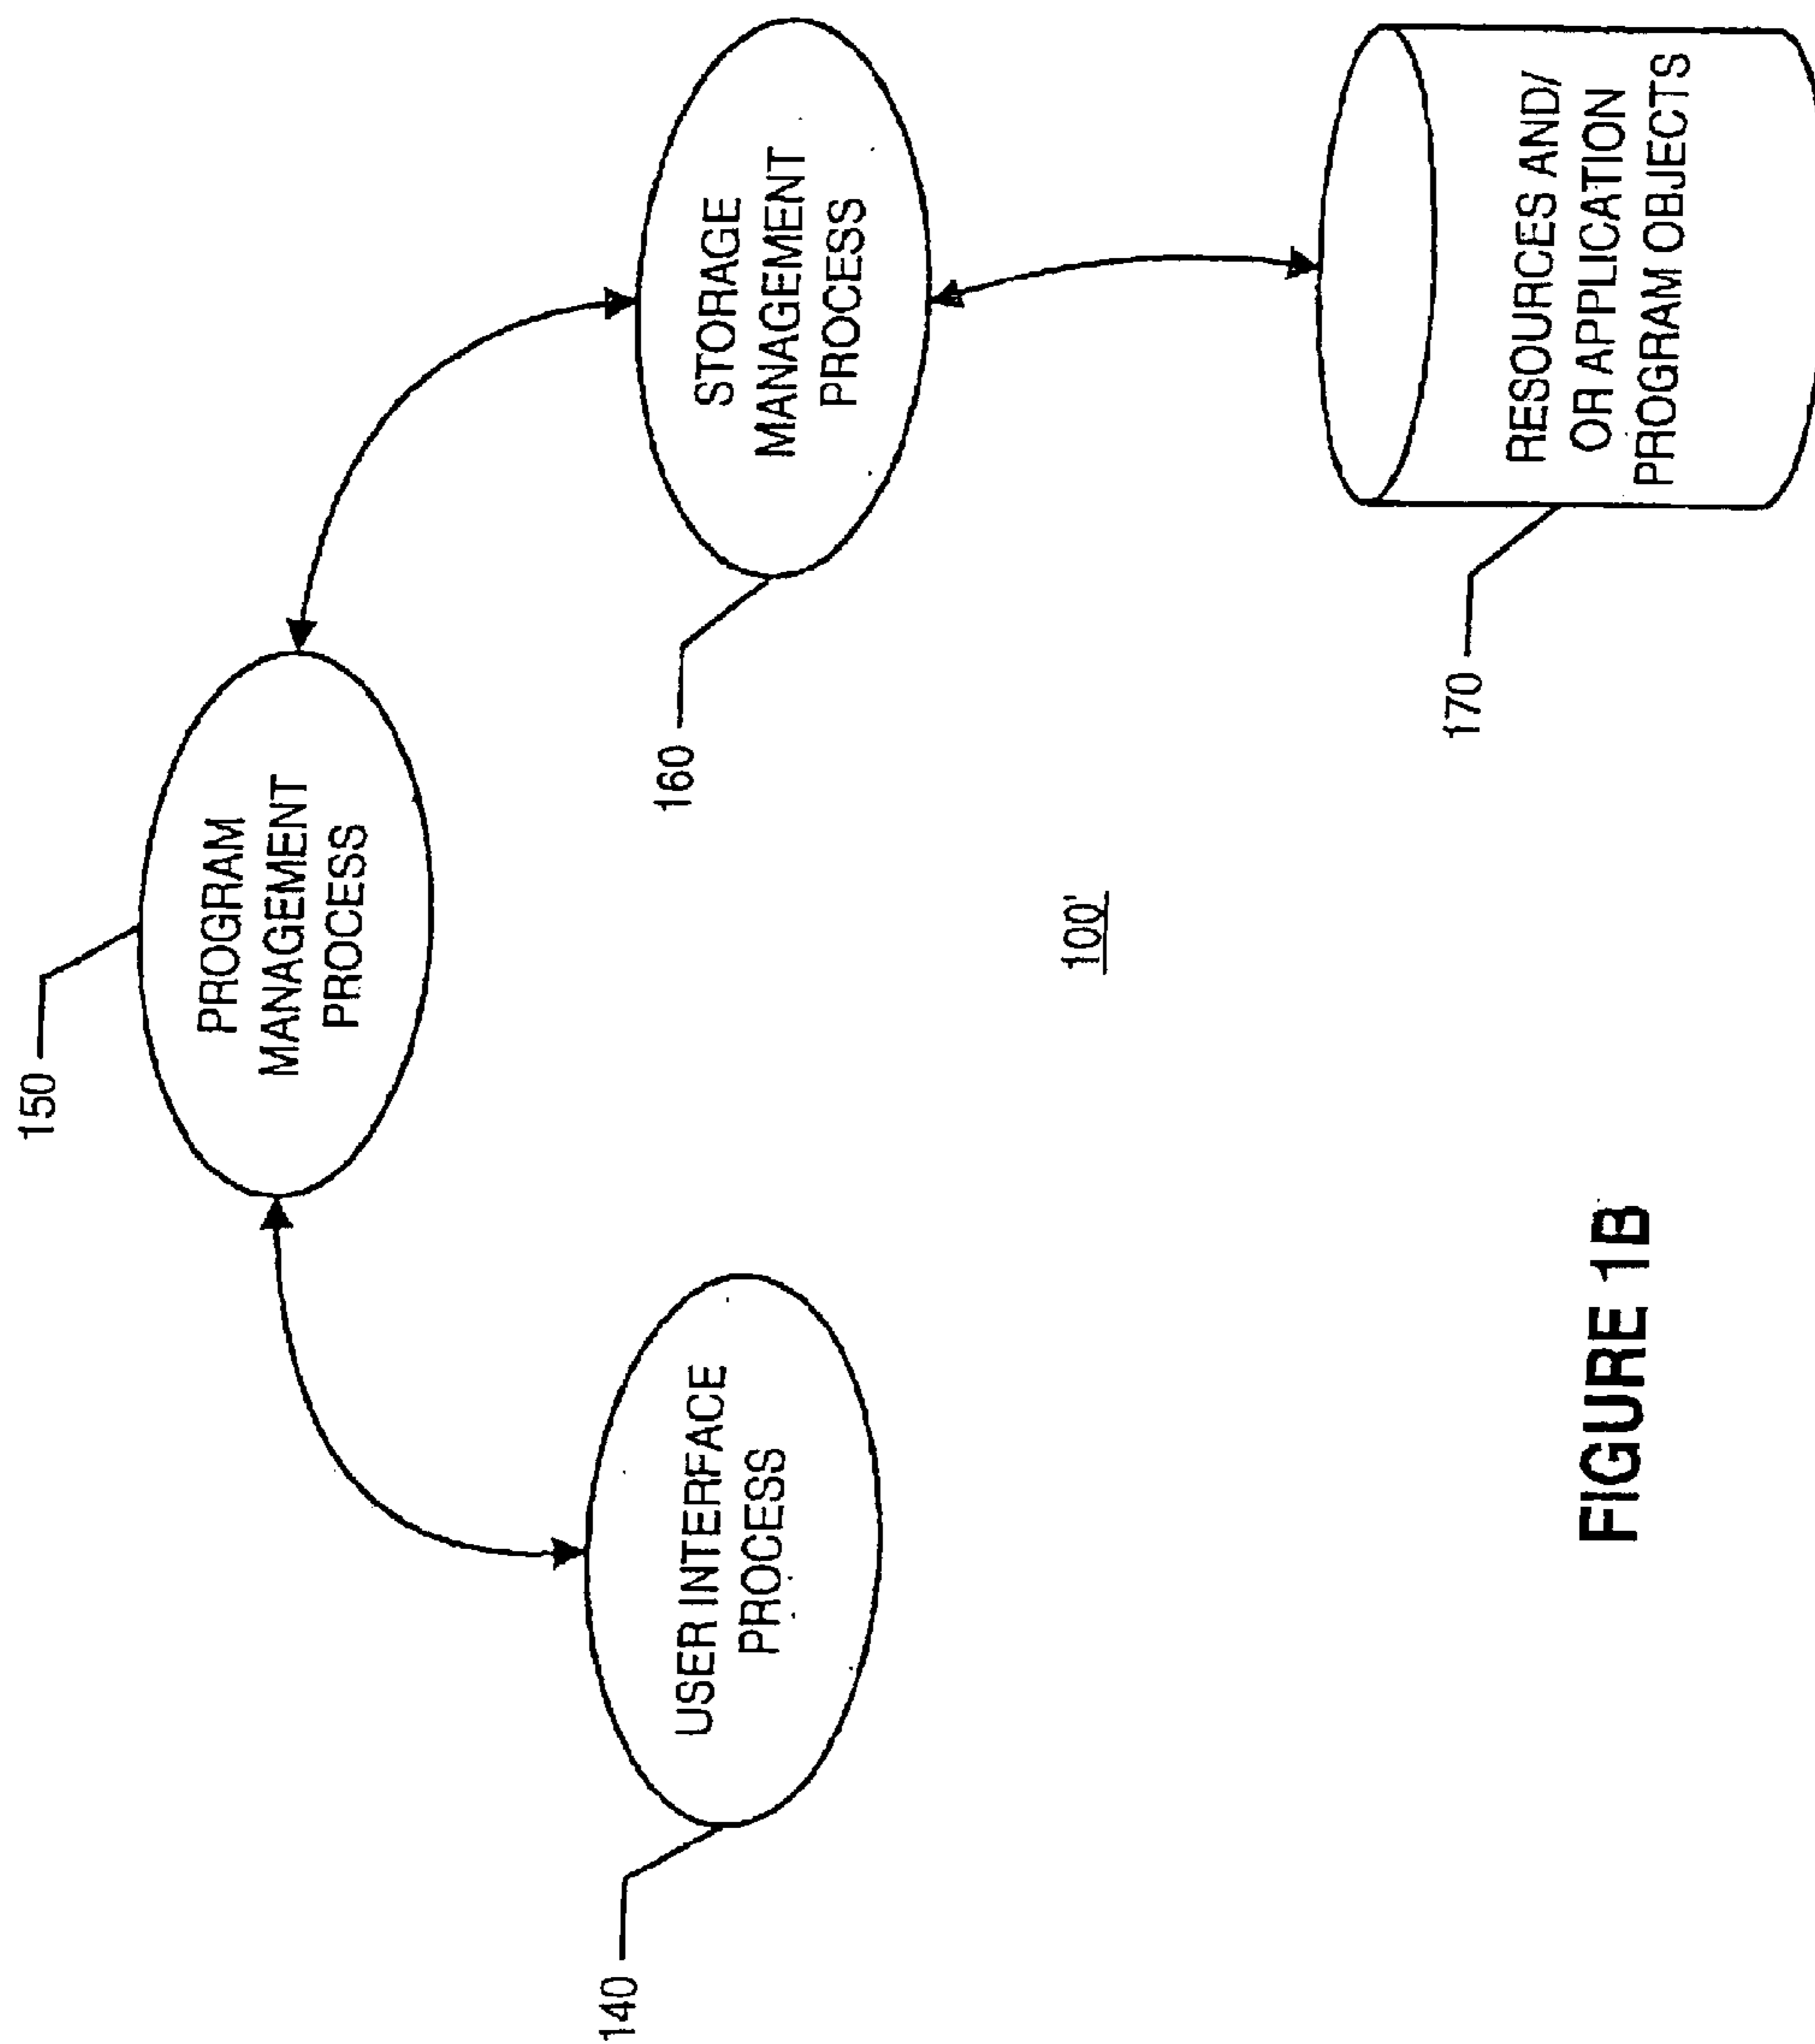 150
PROGRAM
MANAGEMENT
PROCESS
140
USER INTERFACE
PROCESS
160
STORAGE
MANAGEMENT
PROCESS
100'
170
RESOURCES AND/
OR APPLICATION
PROGRAM OBJECTS
FIGURE 1B